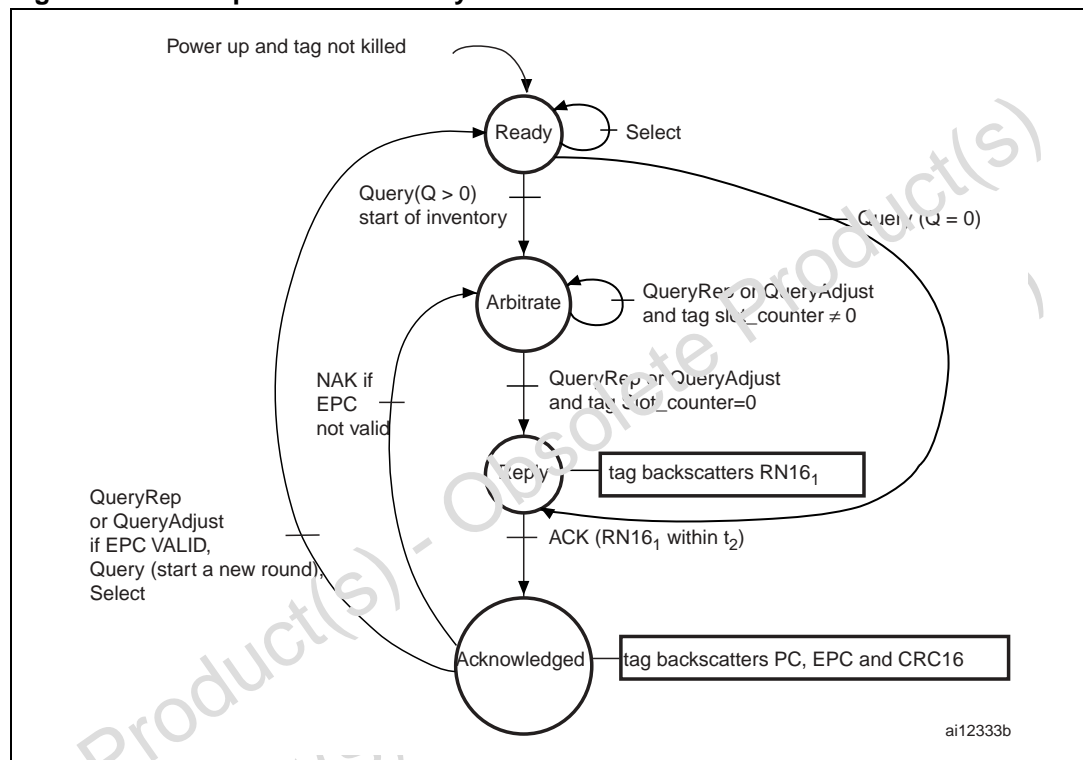 Power up and tag not killed
Ready
Select
Query(Q > 0)
start of inventory
Query (Q = 0)
Arbitrate
QueryRep or QueryAdjust
and tag slot_counter ≠ 0
NAK if
EPC
not valid
QueryRep or QueryAdjust
and tag Slot_counter=0
Reply
tag backscatters RN16₁
QueryRep
or QueryAdjust
if EPC VALID,
Query (start a new round),
Select
ACK (RN16₁ within t₂)
Acknowledged
tag backscatters PC, EPC and CRC16
ai12333b
Product(s) - Obsolete Product(s)